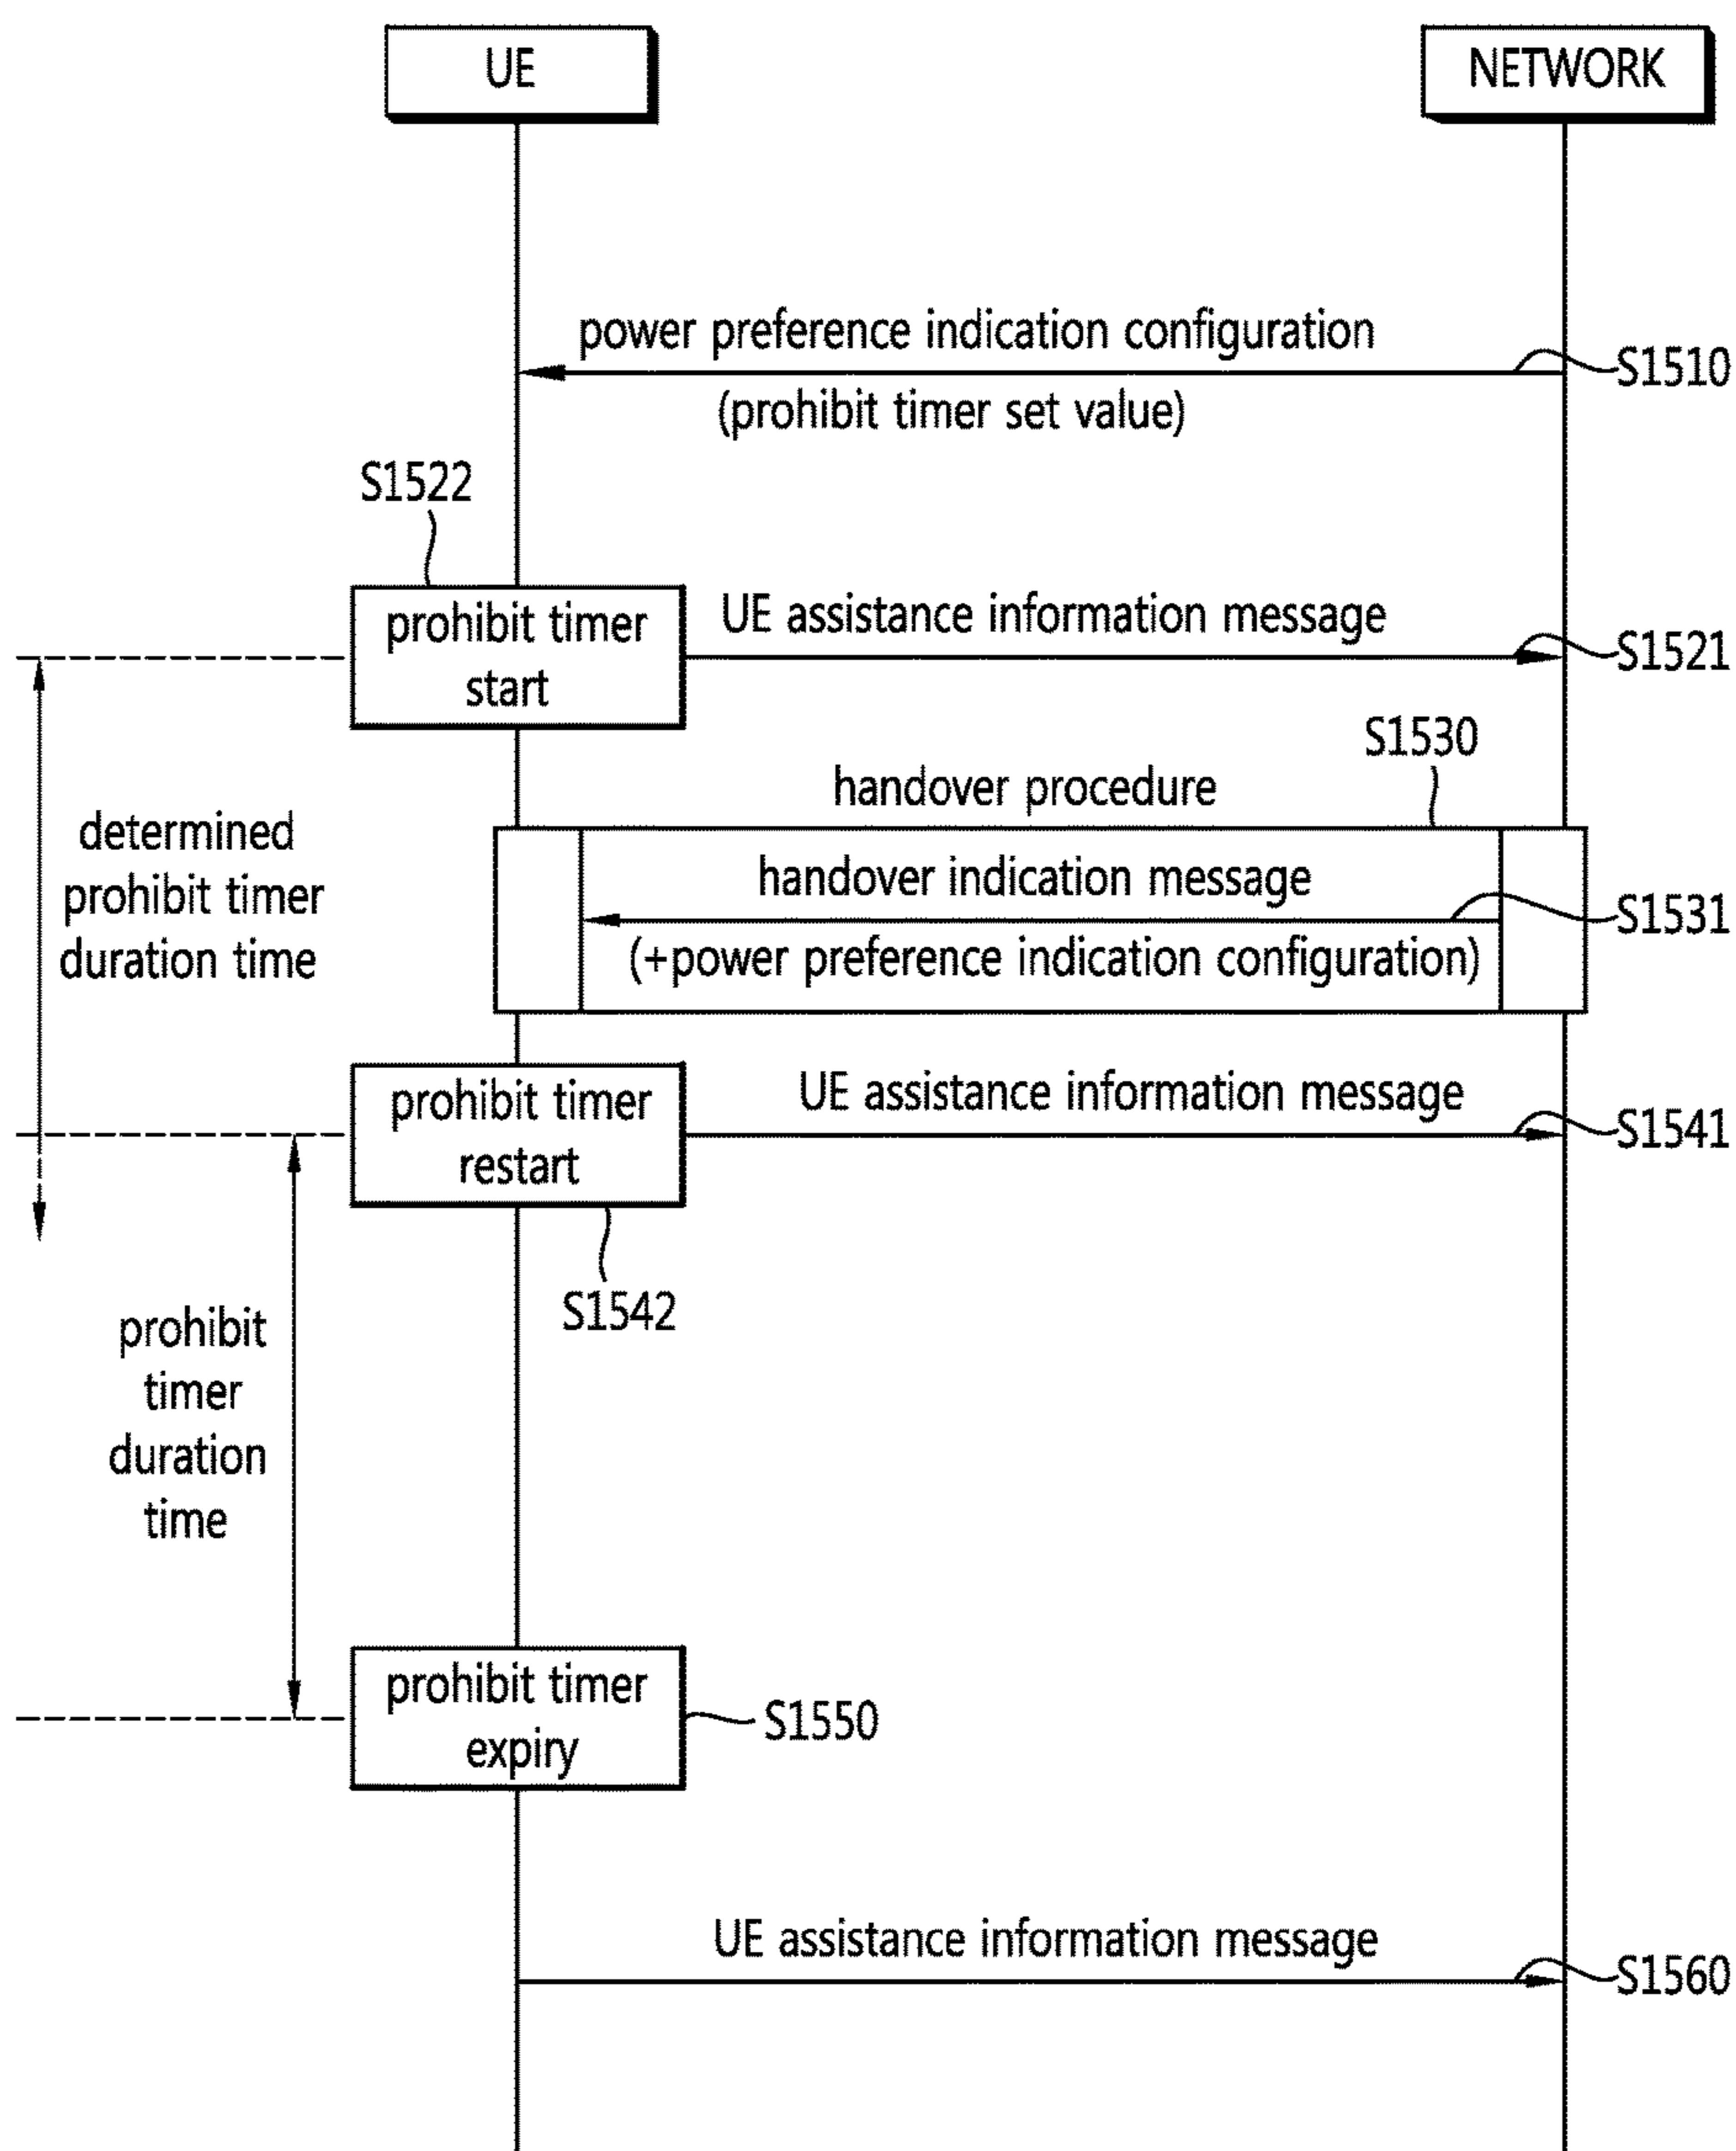 UE
NETWORK
power preference indication configuration
S1510
(prohibit timer set value)
S1522
prohibit timer
start
UE assistance information message
S1521
S1530
handover procedure
determined
prohibit timer
duration time
handover indication message
S1531
(+power preference indication configuration)
prohibit timer
restart
UE assistance information message
S1541
S1542
prohibit
timer
duration
time
prohibit timer
expiry
S1550
UE assistance information message
S1560